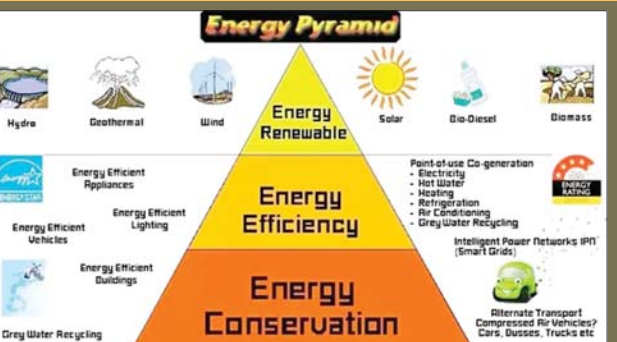 Energy Pyramid
Hydro
Geothermal
Wind
Energy
Renewable
Solar
Bio-Diesel
Biomass
ENERGY STAR
Energy Efficient
Appliances
Energy Efficient
Lighting
Energy Efficient
Vehicles
Energy Efficient
Buildings
Grey Water Recycling
Energy
Efficiency
Point-of-use Co-generation
- Electricity
- Hot Water
- Heating
- Refrigeration
- Air Conditioning
- Grey Water Recycling
ENERGY
RATING
Intelligent Power Networks IPN
(Smart Grids)
Energy
Conservation
Alternate Transport
Compressed Air Vehicles?
Cars, Busses, Trucks etc